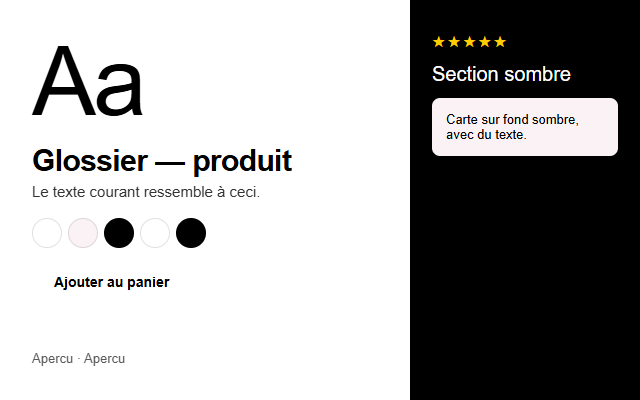 Aa
Glossier — produit
Le texte courant ressemble à ceci.
Ajouter au panier
Apercu · Apercu
★★★★★
Section sombre
Carte sur fond sombre,
avec du texte.